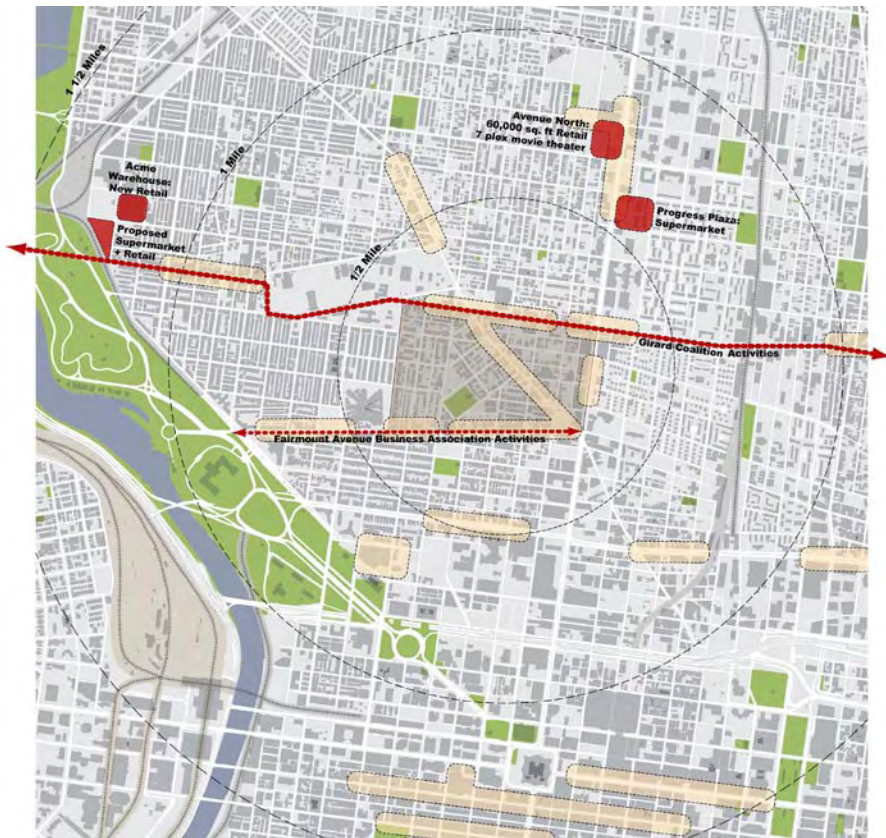 1 1/2 Miles
Avenue North:
60,000 sq. ft Retail
7 plex movie theater
1 Mile
Acme
Warehouse:
New Retail
Progress Plaza:
Supermarket
Proposed
Supermarket
+ Retail
1/2 Mile
Girard Coalition Activities
Fairmount Avenue Business Association Activities